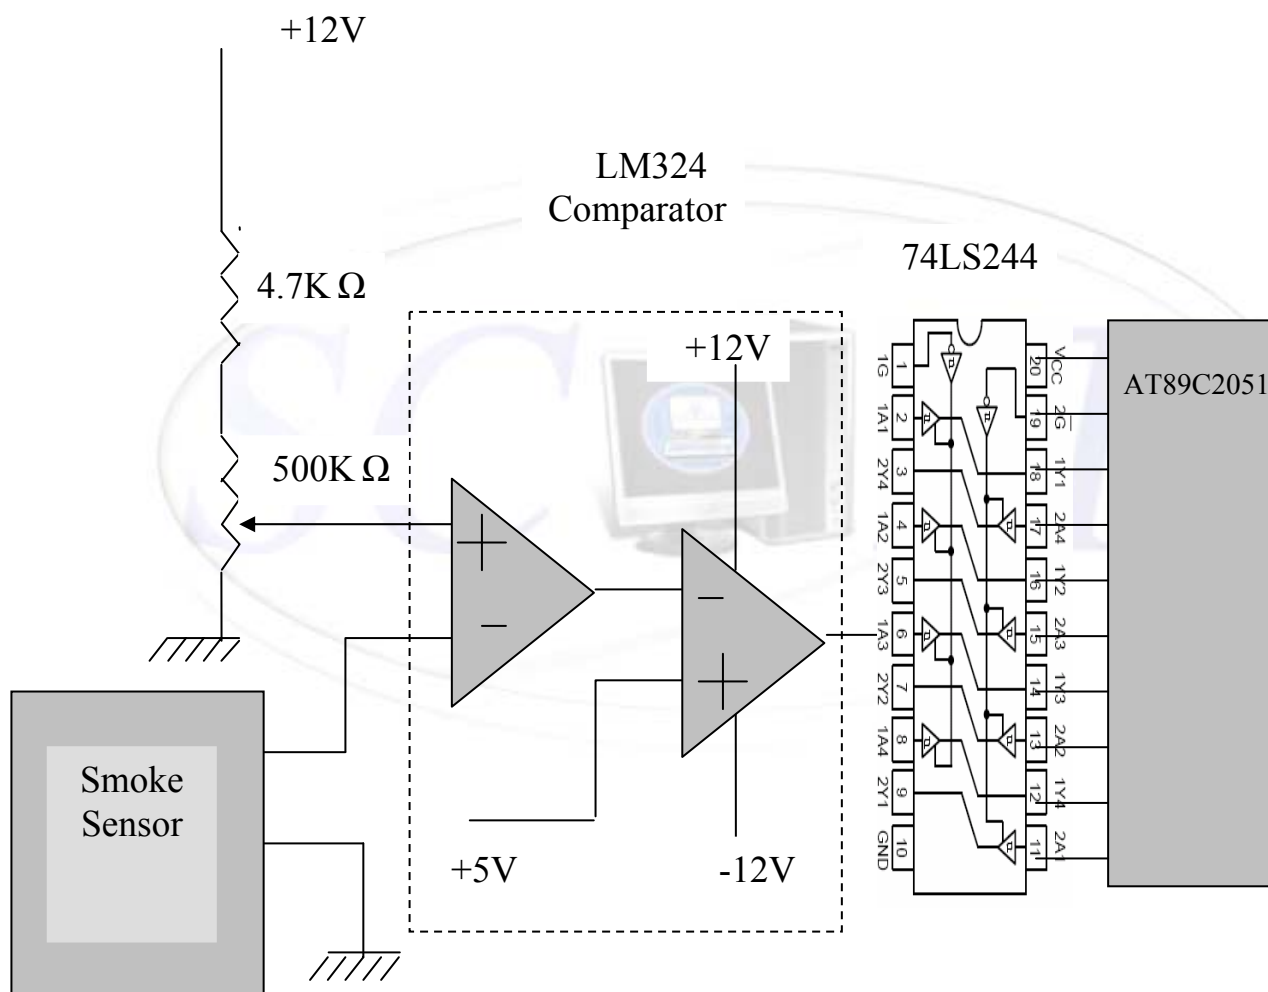 +12V
LM324
Comparator
74LS244
4.7K Ω
500K Ω
+12V
+
−
−
+
+5V
-12V
Smoke
Sensor
1 1G
2 1A1
3 2Y4
4 1A2
5 2Y3
6 1A3
7 2Y2
8 1A4
9 2Y1
10 GND
20 VCC
19 2G
18 1Y1
17 2A4
16 1Y2
15 2A3
14 1Y3
13 2A2
12 1Y4
11 2A1
AT89C2051
SC